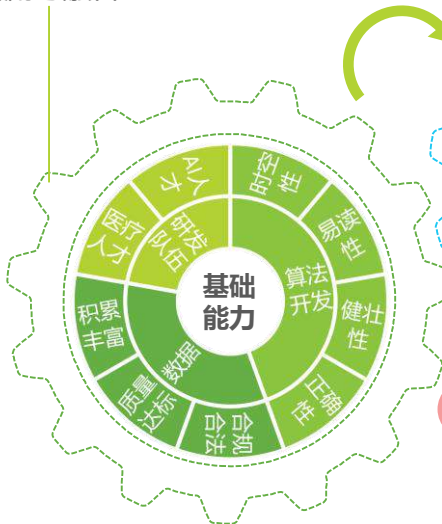 基础
能力
算法
开发
时空
性
易读
性
健壮
性
正确
性
数据
合规
合法
质量
达标
积累
丰富
研发
队伍
医疗
人才
AI人
才